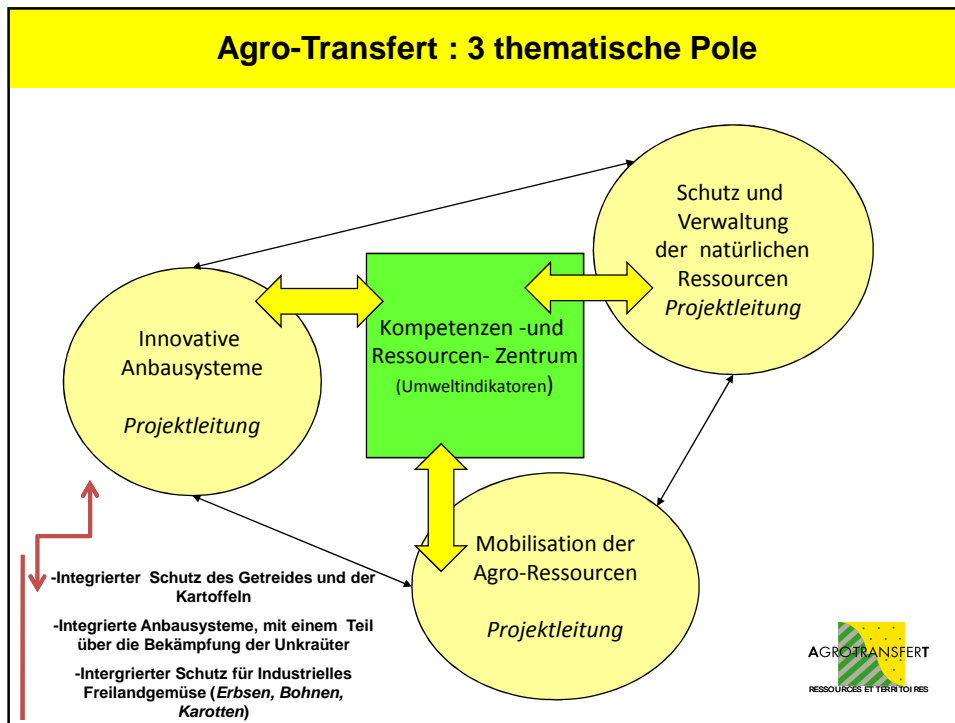 Agro-Transfert : 3 thematische Pole
Schutz und
Verwaltung
der natürlichen
Ressourcen
Projektleitung
Kompetenzen -und
Ressourcen- Zentrum
(Umweltindikatoren)
Innovative
Anbausysteme
Projektleitung
Mobilisation der
Agro-Ressourcen
Projektleitung
-Integrierter Schutz des Getreides und der
Kartoffeln
-Integrierte Anbausysteme, mit einem Teil
über die Bekämpfung der Unkraüter
-Intergrierter Schutz für Industrielles
Freilandgemüse (Erbsen, Bohnen,
Karotten)
AGROTRANSFERT
RESSOURCES ET TERRITOIRES